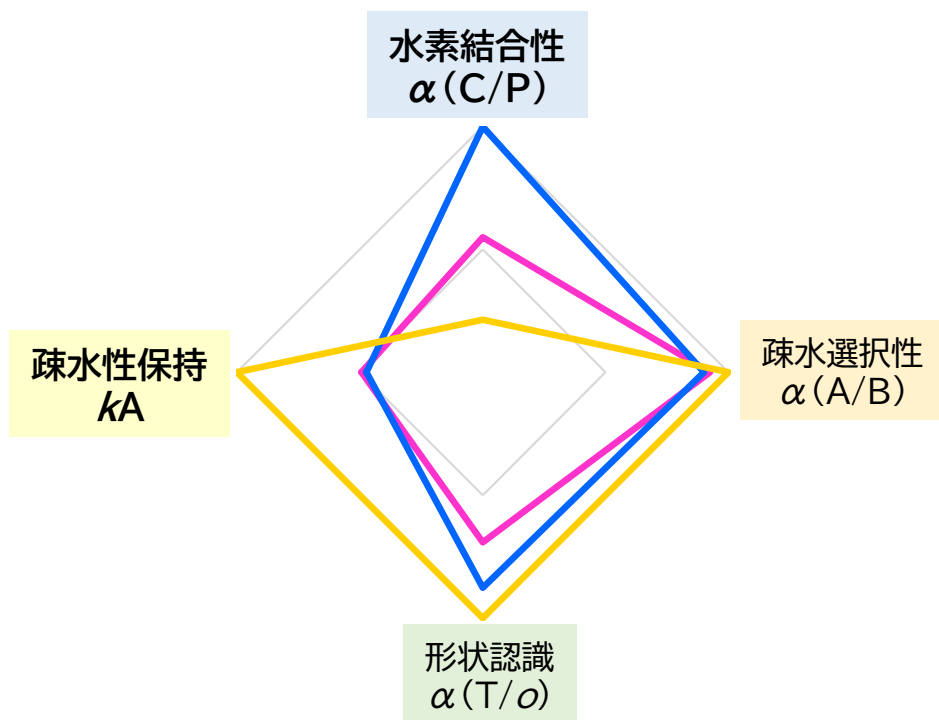 水素結合性
α(C/P)
疎水性保持
kA
疎水選択性
α(A/B)
形状認識
α(T/o)